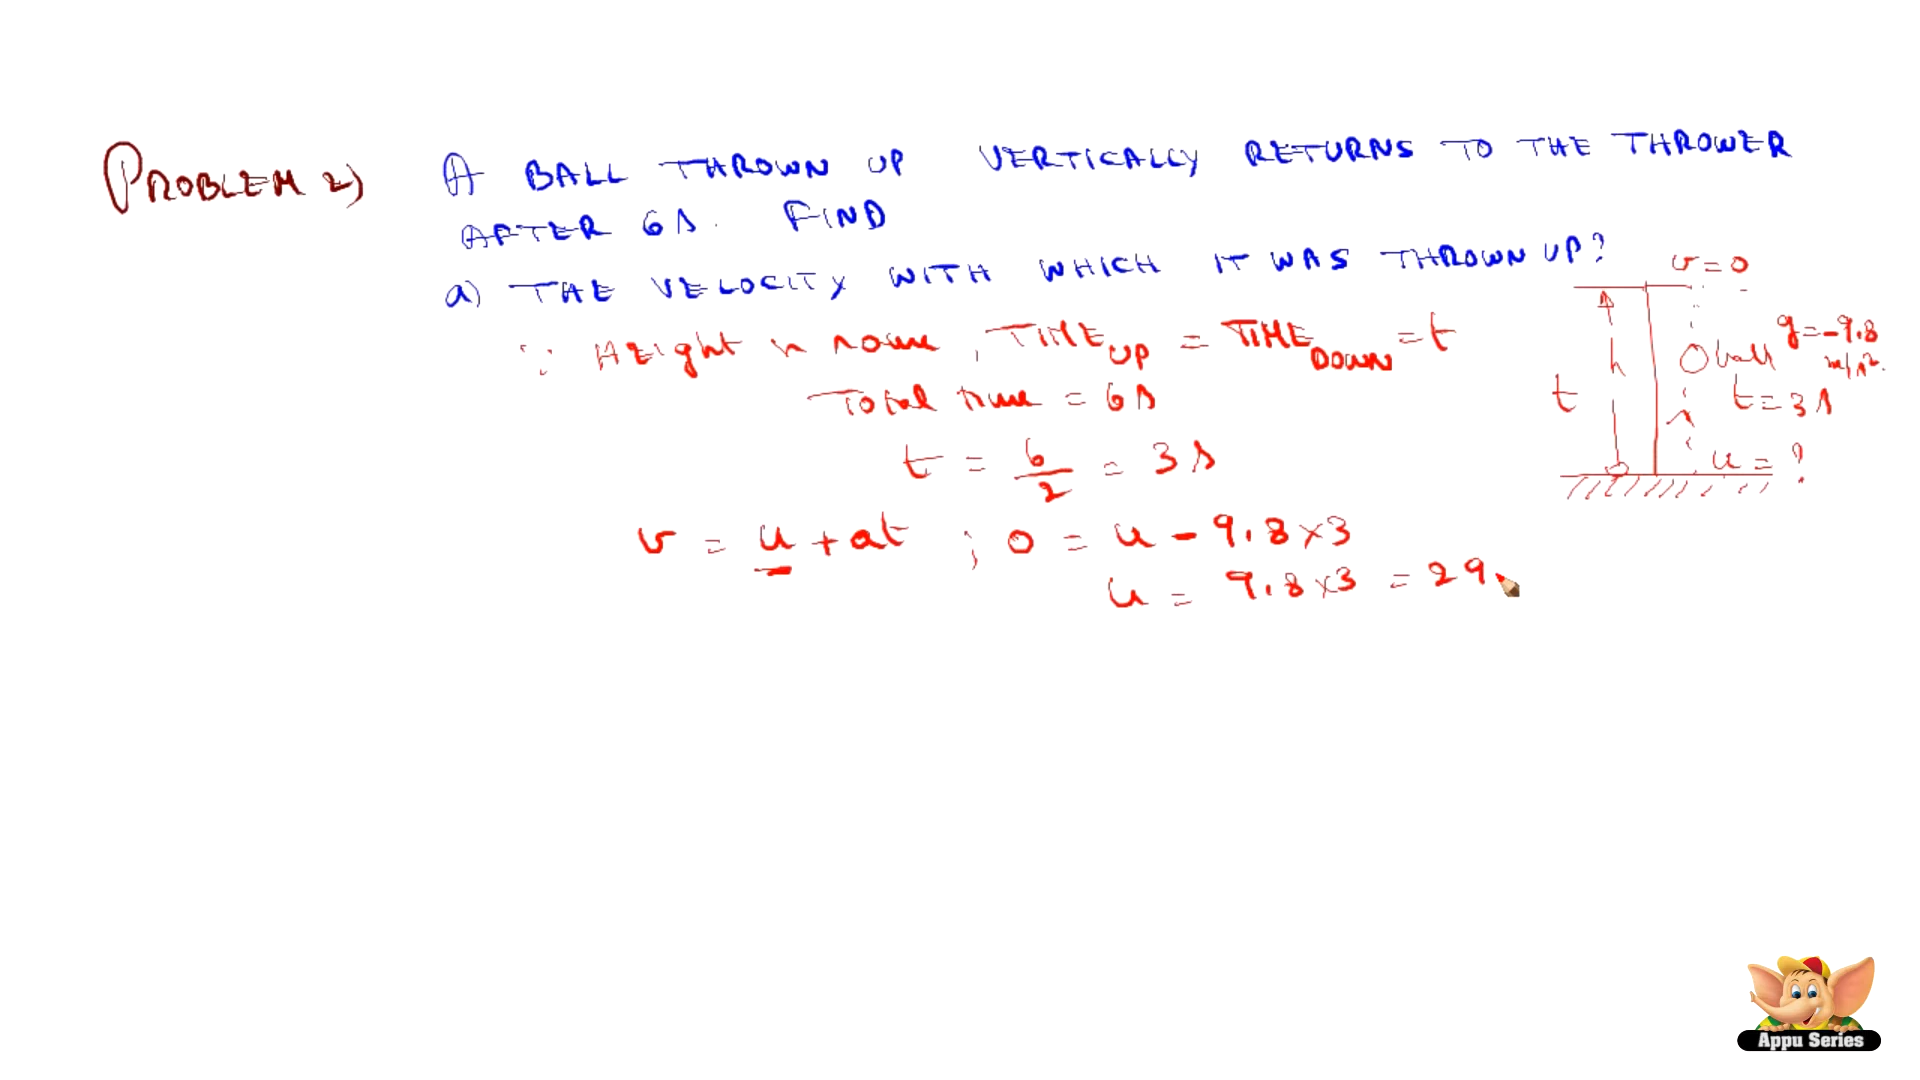 PROBLEM 2) A BALL THROWN UP VERTICALLY RETURNS TO THE THROWER
AFTER 6s. FIND
a) THE VELOCITY WITH WHICH IT WAS THROWN UP?
∵ HEight is same, TIME UP = TIME DOWN = t
Total time = 6s
t = 6/2 = 3s
v = u + at ; 0 = u - 9.8×3
u = 9.8×3 = 29.
v = 0
g = -9.8 m/s².
h
ball
t
t = 3s
u = ?
Appu Series